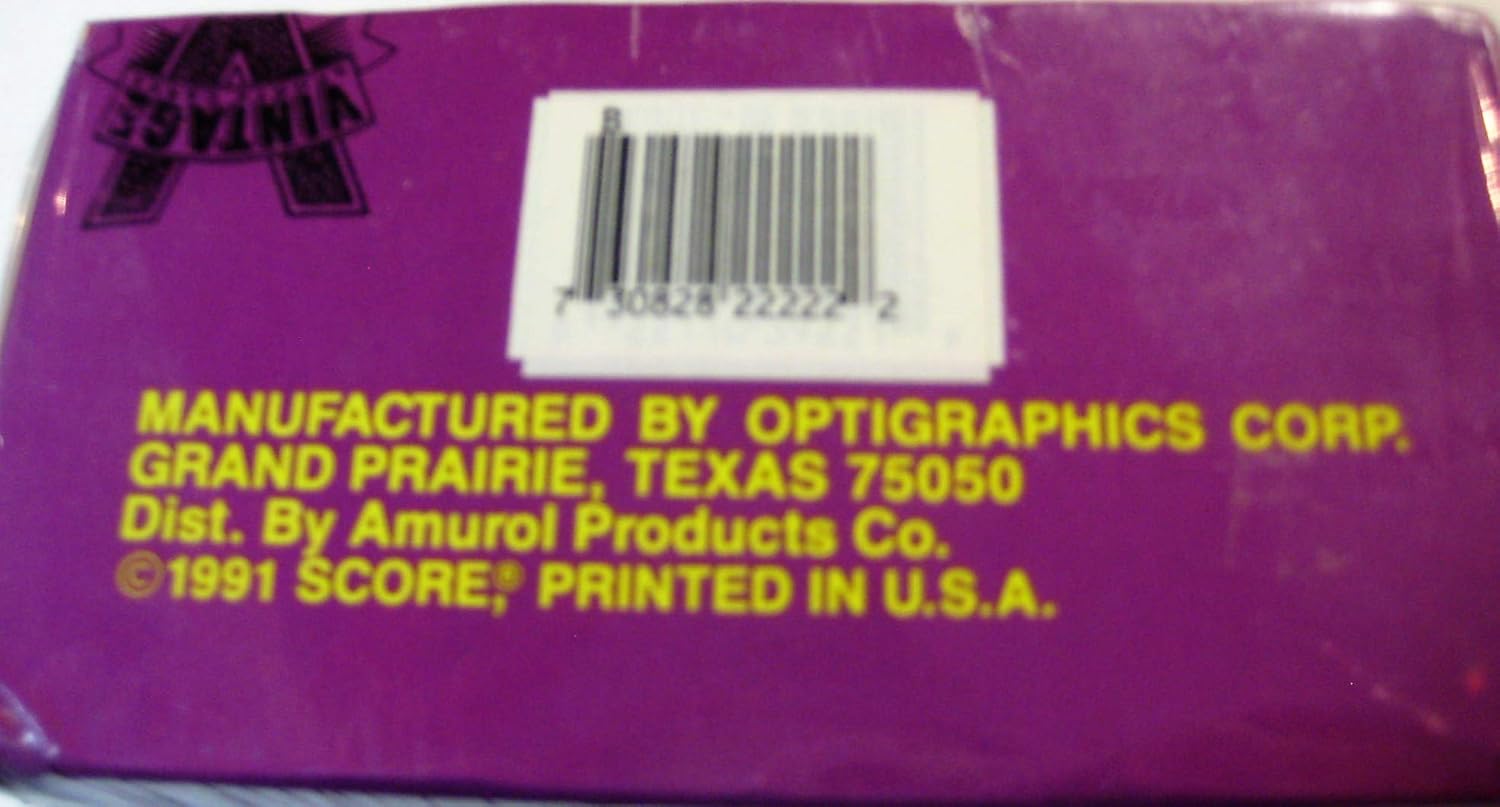 VINTAGE
B
7 30828 22222 2
MANUFACTURED BY OPTIGRAPHICS CORP.
GRAND PRAIRIE, TEXAS 75050
Dist. By Amurol Products Co.
©1991 SCORE,® PRINTED IN U.S.A.